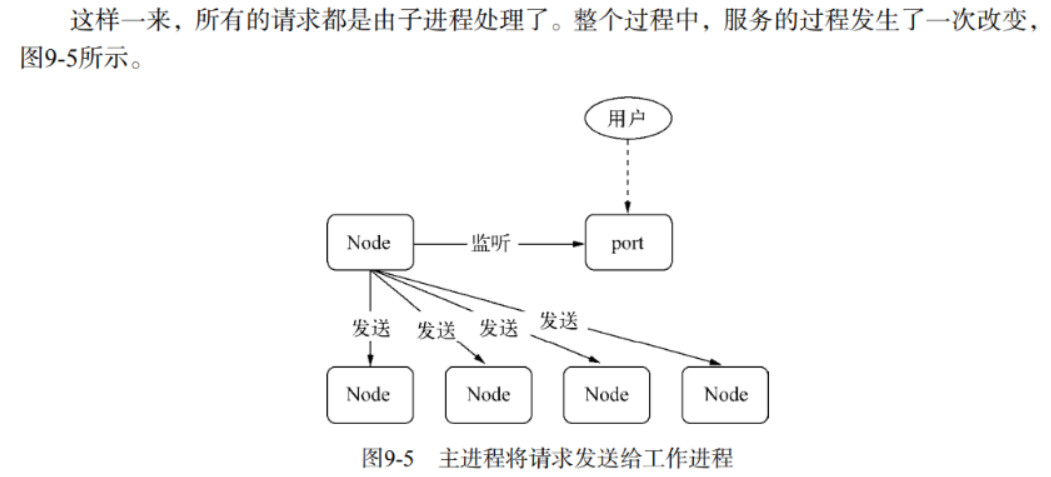 这样一来，所有的请求都是由子进程处理了。整个过程中，服务的过程发生了一次改变，
图9-5所示。
用户
Node
监听
port
发送
发送
发送
发送
Node
Node
Node
Node
图9-5 主进程将请求发送给工作进程